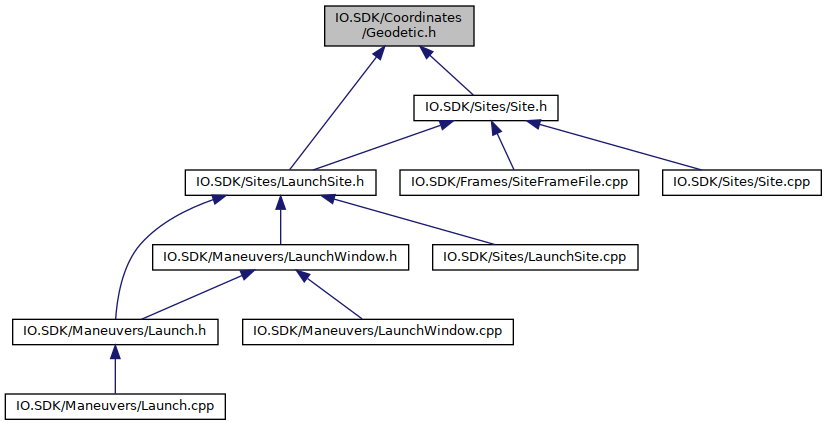 IO.SDK/Coordinates
/Geodetic.h
IO.SDK/Sites/Site.h
IO.SDK/Sites/LaunchSite.h
IO.SDK/Frames/SiteFrameFile.cpp
IO.SDK/Sites/Site.cpp
IO.SDK/Maneuvers/LaunchWindow.h
IO.SDK/Sites/LaunchSite.cpp
IO.SDK/Maneuvers/Launch.h
IO.SDK/Maneuvers/LaunchWindow.cpp
IO.SDK/Maneuvers/Launch.cpp